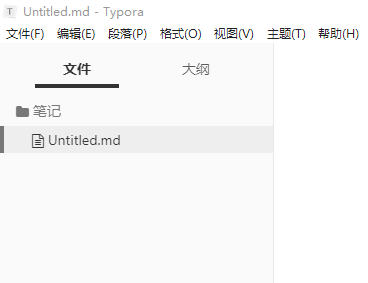 T Untitled.md - Typora
文件(F) 编辑(E) 段落(P) 格式(O) 视图(V) 主题(T) 帮助(H)
文件 大纲
笔记
Untitled.md